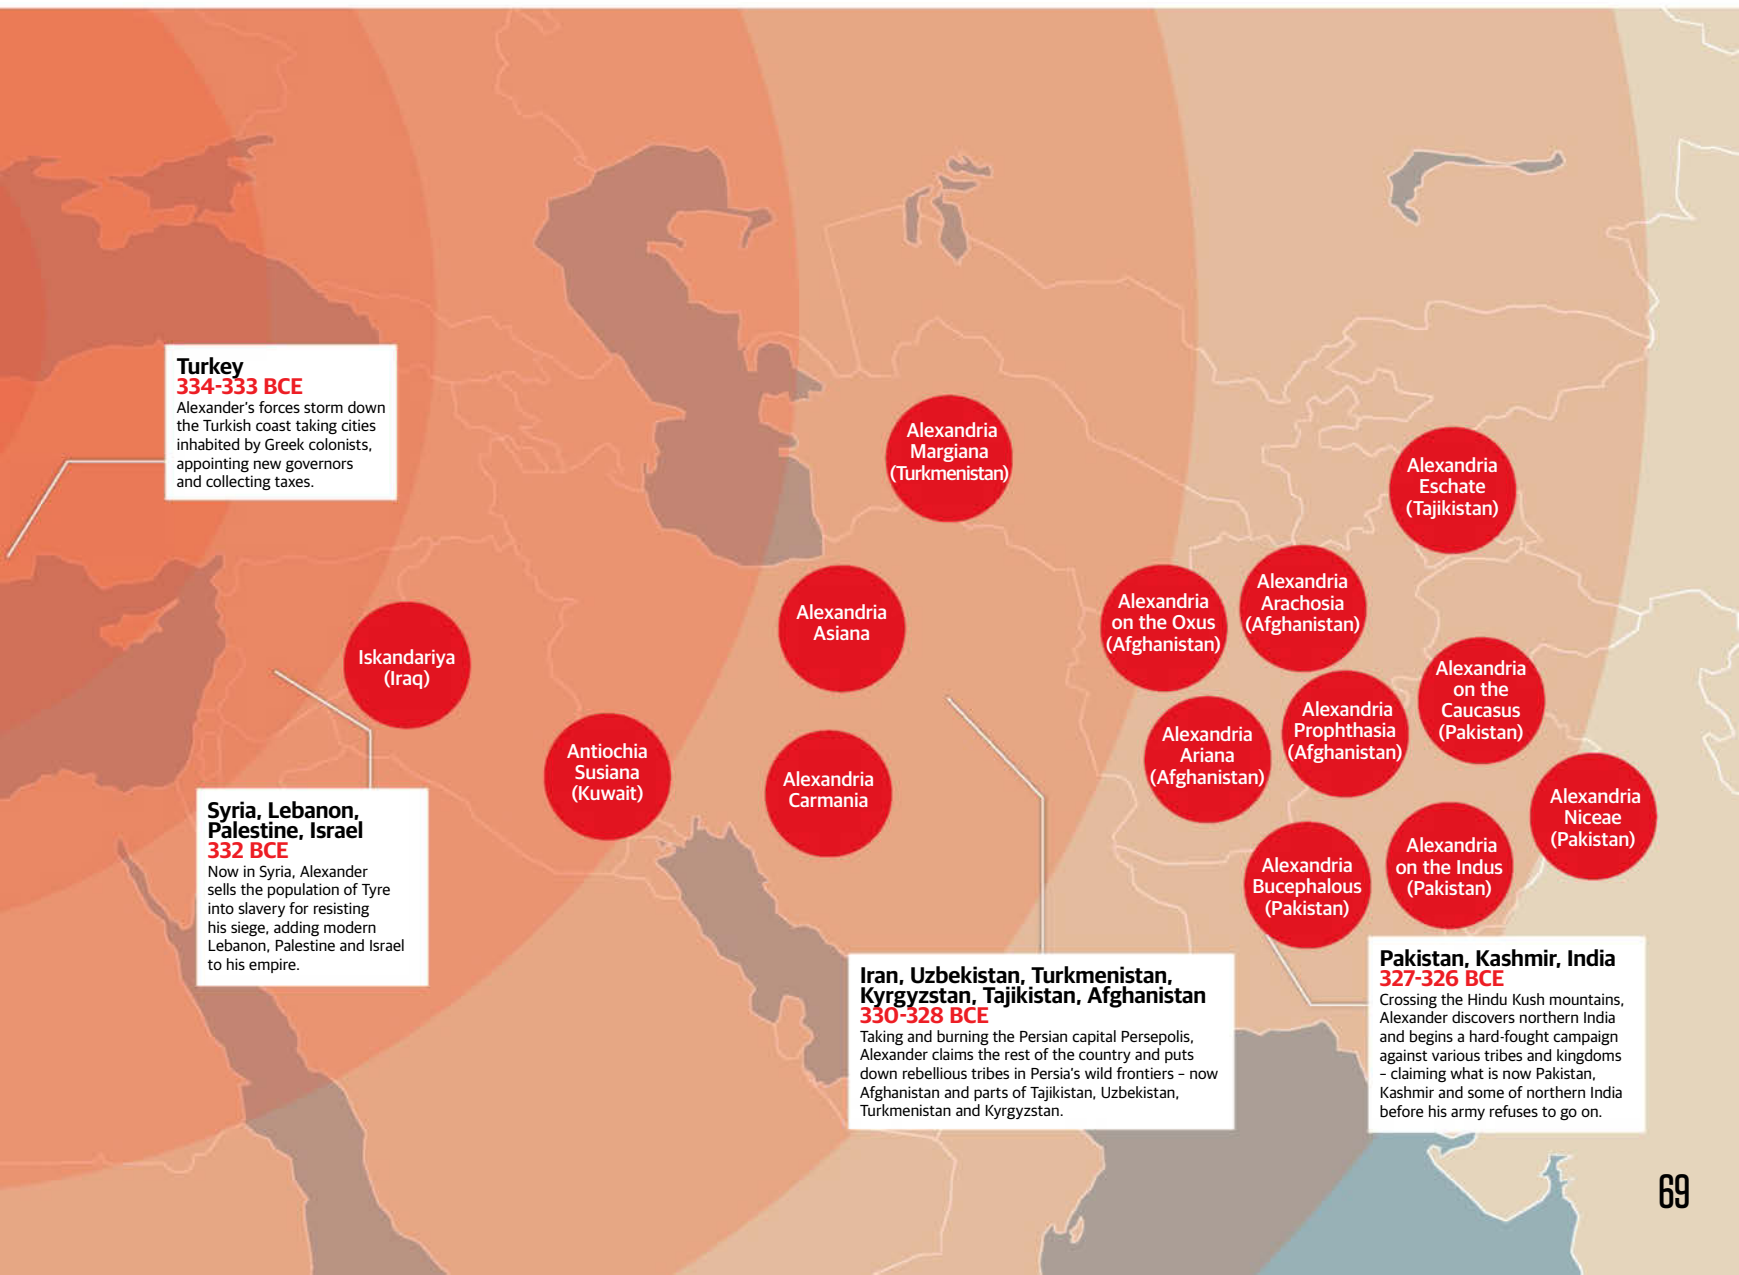 Turkey
334-333 BCE
Alexander's forces storm down
the Turkish coast taking cities
inhabited by Greek colonists,
appointing new governors
and collecting taxes.
Alexandria
Margiana
(Turkmenistan)
Alexandria
Eschate
(Tajikistan)
Alexandria
Asiana
Alexandria
on the Oxus
(Afghanistan)
Alexandria
Arachosia
(Afghanistan)
Iskandariya
(Iraq)
Alexandria
on the
Caucasus
(Pakistan)
Antiochia
Susiana
(Kuwait)
Alexandria
Carmania
Alexandria
Ariana
(Afghanistan)
Alexandria
Prophthasia
(Afghanistan)
Alexandria
Niceae
(Pakistan)
Alexandria
Bucephalous
(Pakistan)
Alexandria
on the Indus
(Pakistan)
Syria, Lebanon,
Palestine, Israel
332 BCE
Now in Syria, Alexander
sells the population of Tyre
into slavery for resisting
his siege, adding modern
Lebanon, Palestine and Israel
to his empire.
Iran, Uzbekistan, Turkmenistan,
Kyrgyzstan, Tajikistan, Afghanistan
330-328 BCE
Taking and burning the Persian capital Persepolis,
Alexander claims the rest of the country and puts
down rebellious tribes in Persia's wild frontiers – now
Afghanistan and parts of Tajikistan, Uzbekistan,
Turkmenistan and Kyrgyzstan.
Pakistan, Kashmir, India
327-326 BCE
Crossing the Hindu Kush mountains,
Alexander discovers northern India
and begins a hard-fought campaign
against various tribes and kingdoms
– claiming what is now Pakistan,
Kashmir and some of northern India
before his army refuses to go on.
69